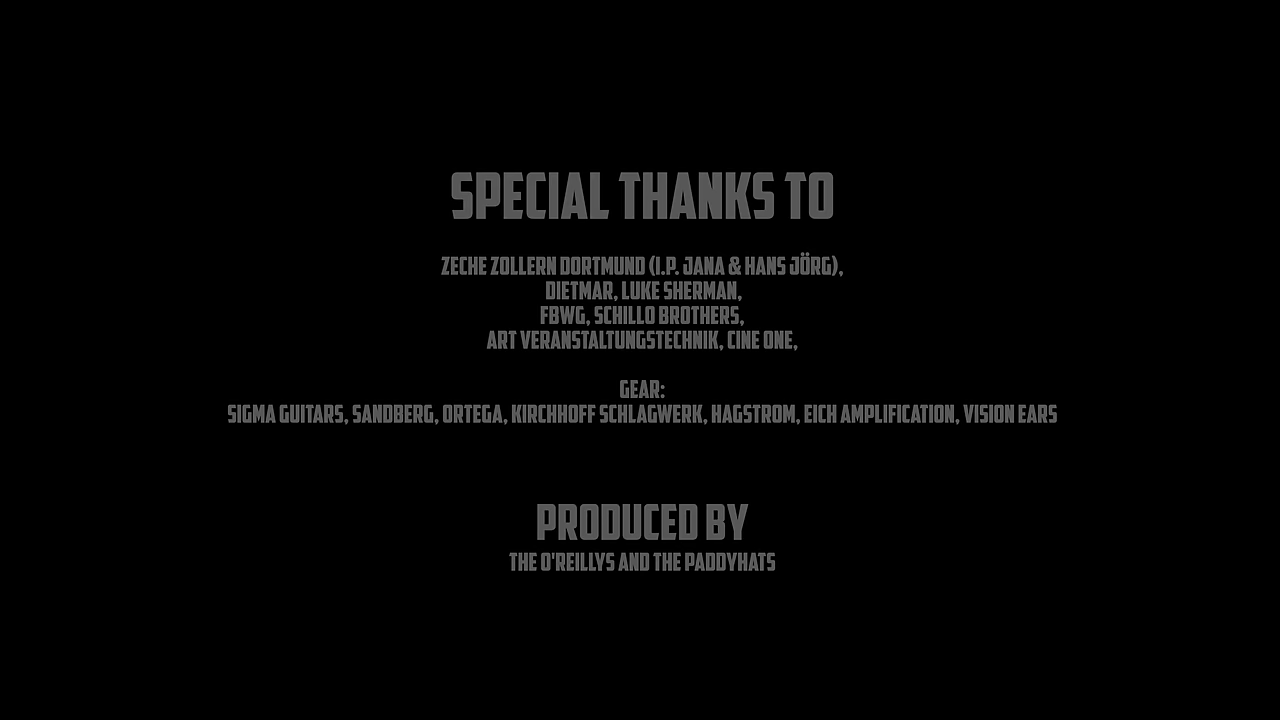 SPECIAL THANKS TO
ZECHE ZOLLERN DORTMUND (I.P. JANA & HANS JÖRG),
DIETMAR, LUKE SHERMAN,
FBWG, SCHILLO BROTHERS,
ART VERANSTALTUNGSTECHNIK, CINE ONE,
GEAR:
SIGMA GUITARS, SANDBERG, ORTEGA, KIRCHHOFF SCHLAGWERK, HAGSTROM, EICH AMPLIFICATION, VISION EARS
PRODUCED BY
THE O'REILLYS AND THE PADDYHATS